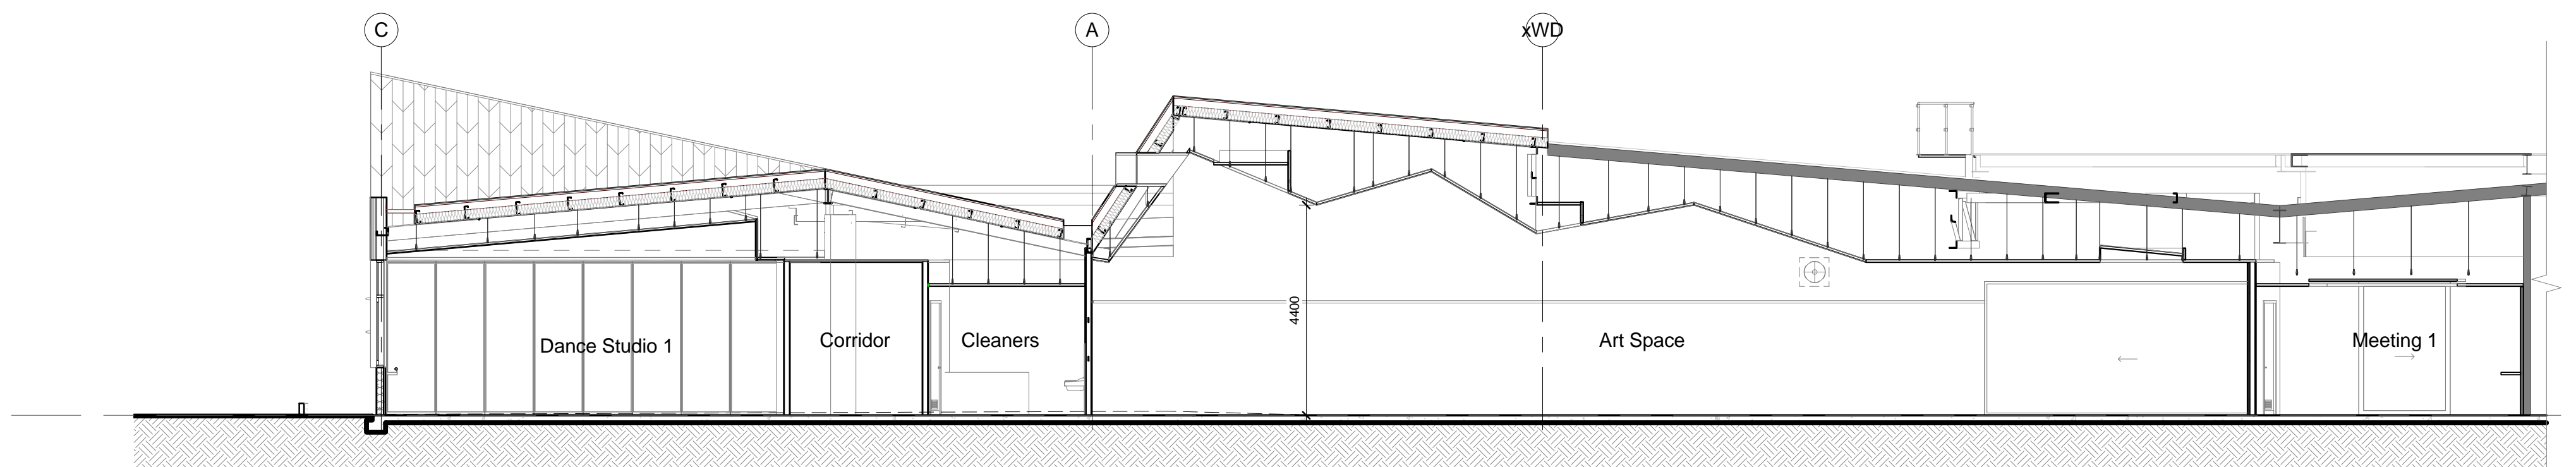 C
A
xWD
4400
Dance Studio 1
Corridor
Cleaners
Art Space
Meeting 1